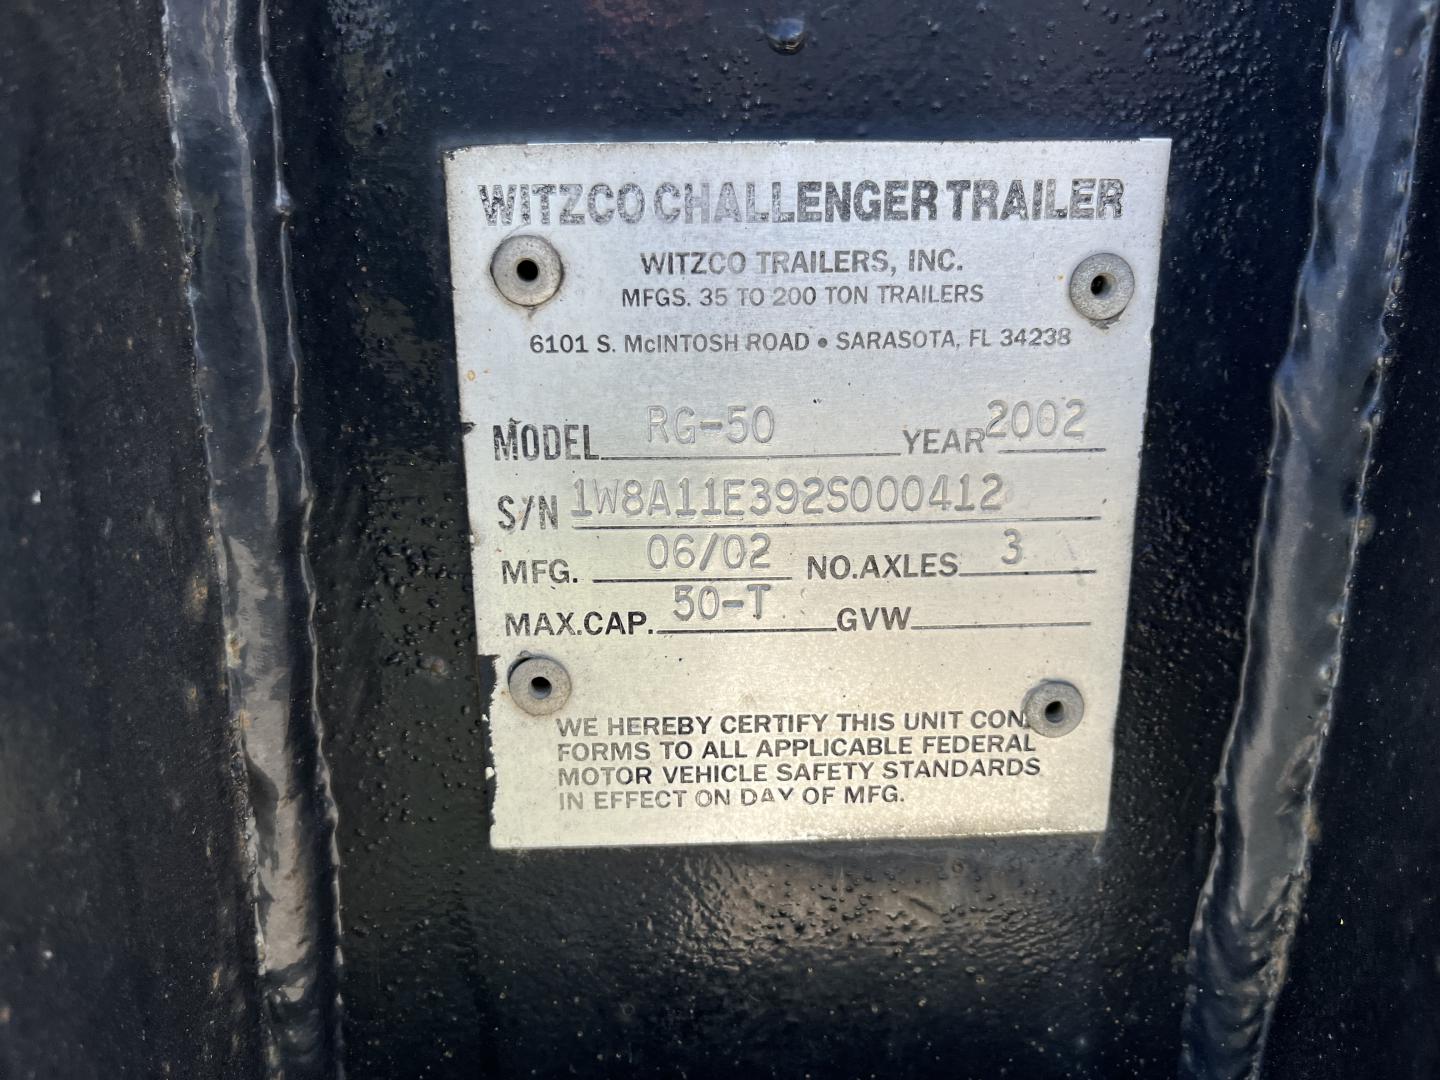 WITZCO CHALLENGER TRAILER
WITZCO TRAILERS, INC.
MFGS. 35 TO 200 TON TRAILERS
6101 S. McINTOSH ROAD • SARASOTA, FL 34238
MODEL RG-50 YEAR 2002
S/N 1W8A11E392S000412
MFG. 06/02 NO.AXLES 3
MAX.CAP. 50-T GVW
WE HEREBY CERTIFY THIS UNIT CON-
FORMS TO ALL APPLICABLE FEDERAL
MOTOR VEHICLE SAFETY STANDARDS
IN EFFECT ON DAY OF MFG.